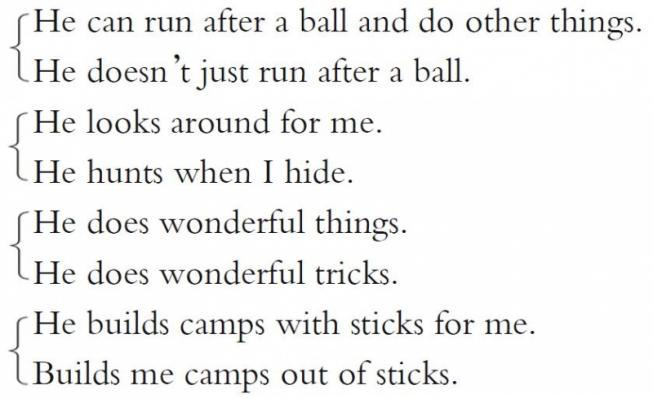 He can run after a ball and do other things.
He doesn't just run after a ball.
He looks around for me.
He hunts when I hide.
He does wonderful things.
He does wonderful tricks.
He builds camps with sticks for me.
Builds me camps out of sticks.